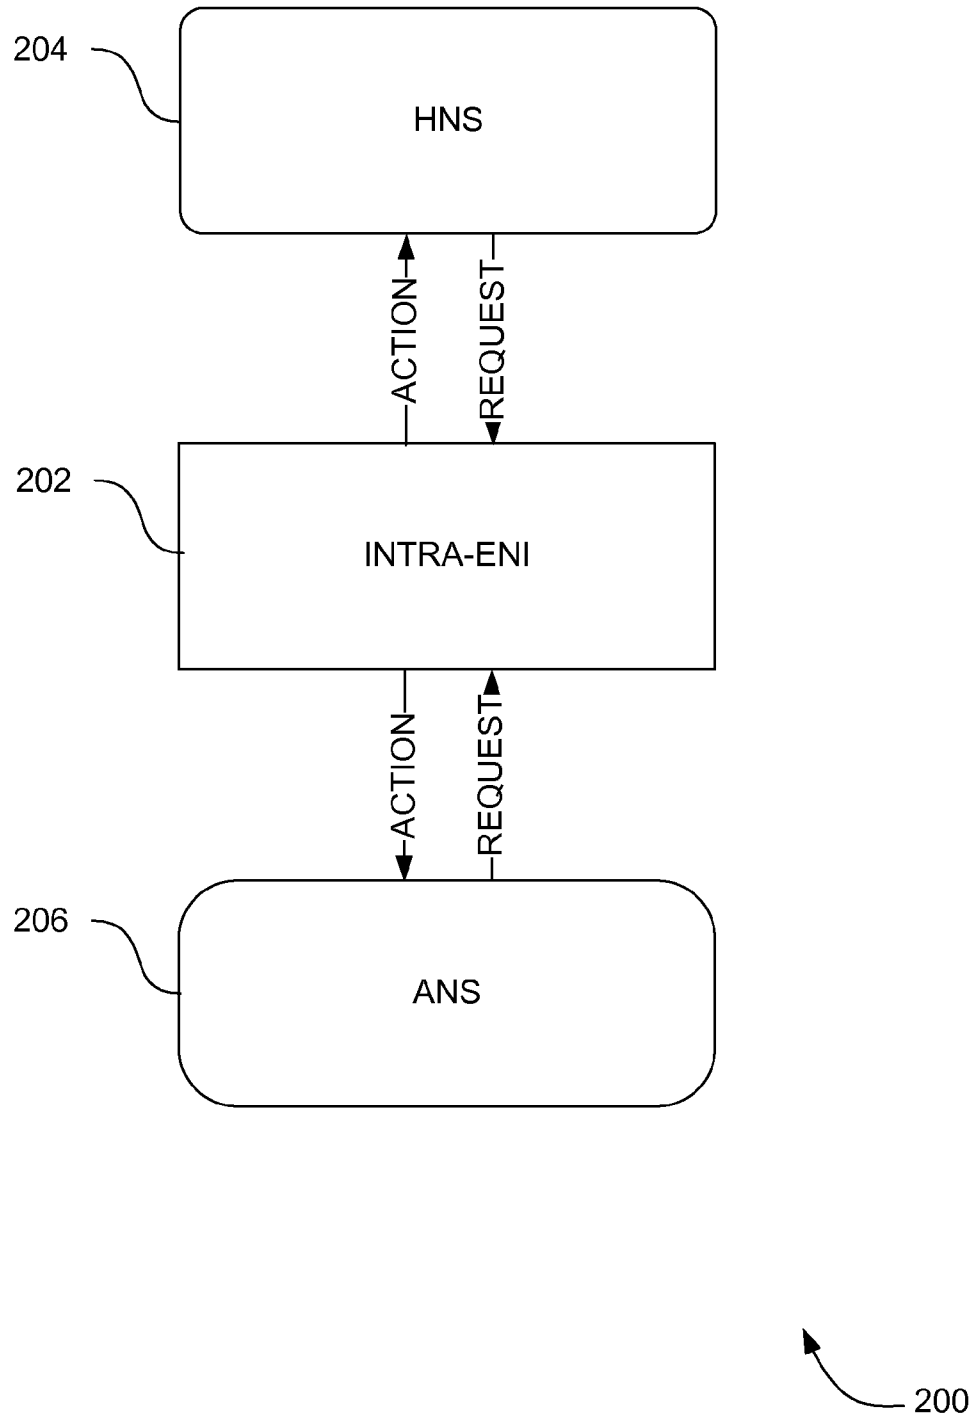 204
HNS
ACTION
REQUEST
202
INTRA-ENI
ACTION
REQUEST
206
ANS
200